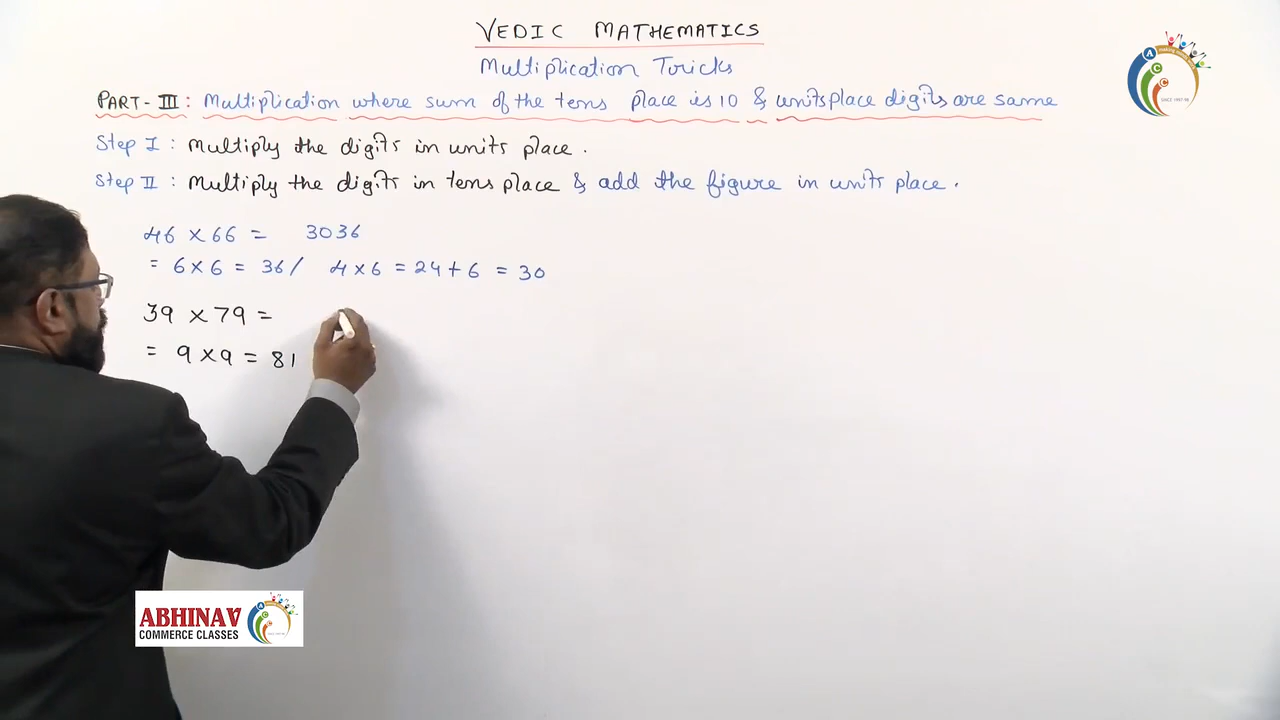 VEDIC MATHEMATICS
Multiplication Tricks
PART-III: Multiplication where sum of the tens place is 10 & units place digits are same
Step I: Multiply the digits in units place.
Step II: Multiply the digits in tens place & add the figure in units place.
46 × 66 = 3036
= 6×6 = 36/ 4×6 = 24+6 = 30
39 × 79 =
= 9×9 = 81
ABHINAV
COMMERCE CLASSES